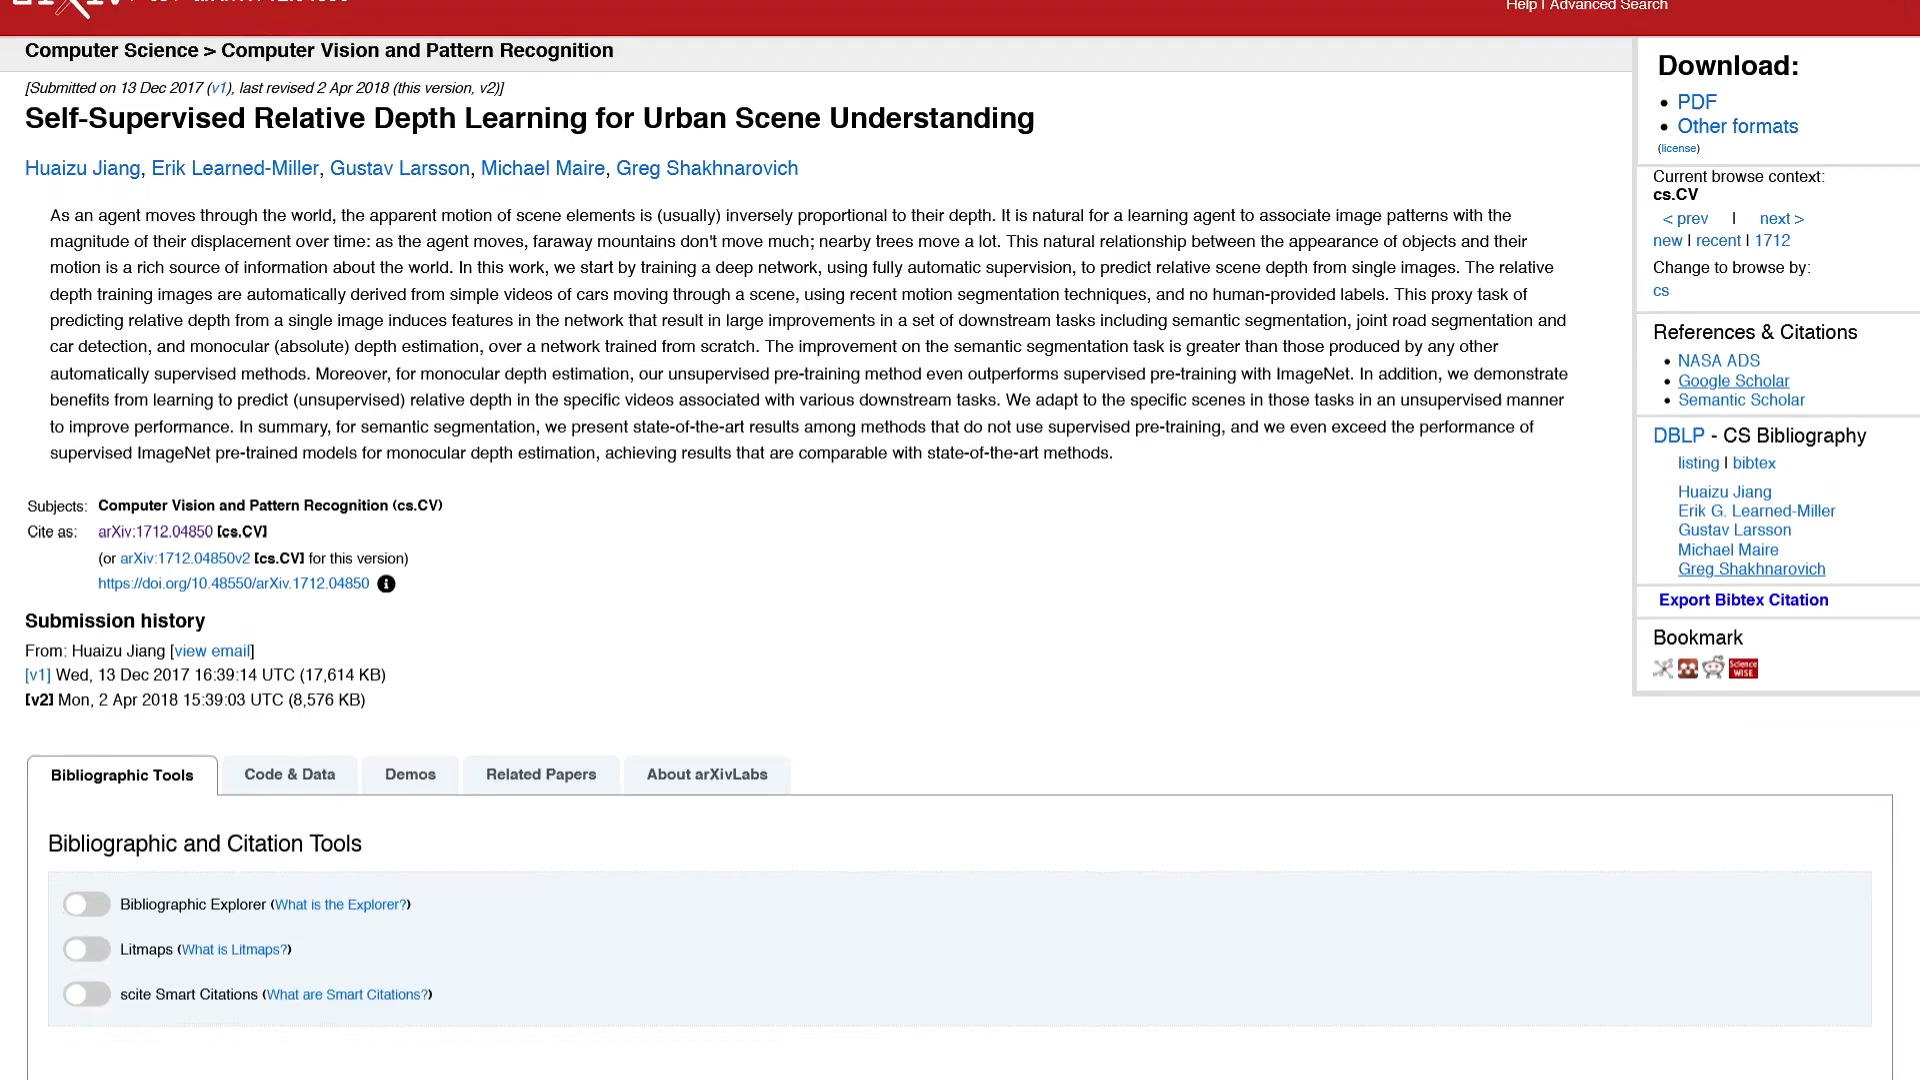 Help | Advanced Search
Computer Science > Computer Vision and Pattern Recognition
[Submitted on 13 Dec 2017 (v1), last revised 2 Apr 2018 (this version, v2)]
Self-Supervised Relative Depth Learning for Urban Scene Understanding
Huaizu Jiang, Erik Learned-Miller, Gustav Larsson, Michael Maire, Greg Shakhnarovich
As an agent moves through the world, the apparent motion of scene elements is (usually) inversely proportional to their depth. It is natural for a learning agent to associate image patterns with the
magnitude of their displacement over time: as the agent moves, faraway mountains don't move much; nearby trees move a lot. This natural relationship between the appearance of objects and their
motion is a rich source of information about the world. In this work, we start by training a deep network, using fully automatic supervision, to predict relative scene depth from single images. The relative
depth training images are automatically derived from simple videos of cars moving through a scene, using recent motion segmentation techniques, and no human-provided labels. This proxy task of
predicting relative depth from a single image induces features in the network that result in large improvements in a set of downstream tasks including semantic segmentation, joint road segmentation and
car detection, and monocular (absolute) depth estimation, over a network trained from scratch. The improvement on the semantic segmentation task is greater than those produced by any other
automatically supervised methods. Moreover, for monocular depth estimation, our unsupervised pre-training method even outperforms supervised pre-training with ImageNet. In addition, we demonstrate
benefits from learning to predict (unsupervised) relative depth in the specific videos associated with various downstream tasks. We adapt to the specific scenes in those tasks in an unsupervised manner
to improve performance. In summary, for semantic segmentation, we present state-of-the-art results among methods that do not use supervised pre-training, and we even exceed the performance of
supervised ImageNet pre-trained models for monocular depth estimation, achieving results that are comparable with state-of-the-art methods.
Subjects: Computer Vision and Pattern Recognition (cs.CV)
Cite as: arXiv:1712.04850 [cs.CV]
(or arXiv:1712.04850v2 [cs.CV] for this version)
https://doi.org/10.48550/arXiv.1712.04850
Submission history
From: Huaizu Jiang [view email]
[v1] Wed, 13 Dec 2017 16:39:14 UTC (17,614 KB)
[v2] Mon, 2 Apr 2018 15:39:03 UTC (8,576 KB)
Bibliographic Tools
Code & Data
Demos
Related Papers
About arXivLabs
Bibliographic and Citation Tools
Bibliographic Explorer (What is the Explorer?)
Litmaps (What is Litmaps?)
scite Smart Citations (What are Smart Citations?)
Download:
PDF
Other formats
(license)
Current browse context:
cs.CV
< prev | next >
new | recent | 1712
Change to browse by:
cs
References & Citations
NASA ADS
Google Scholar
Semantic Scholar
DBLP - CS Bibliography
listing | bibtex
Huaizu Jiang
Erik G. Learned-Miller
Gustav Larsson
Michael Maire
Greg Shakhnarovich
Export Bibtex Citation
Bookmark
Science
WISE